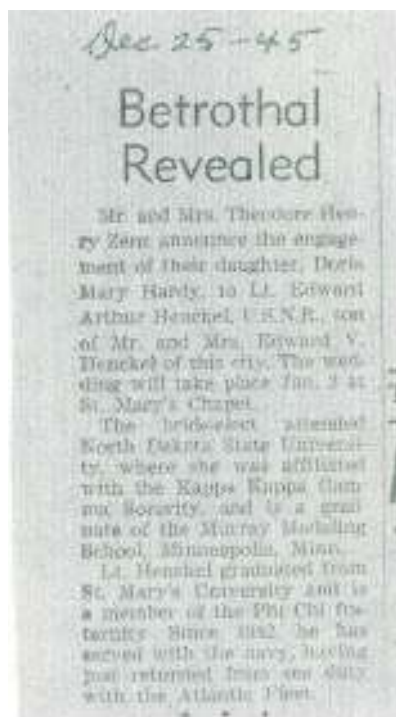 Dec 25-45
Betrothal
Revealed
Mr. and Mrs. Theodore Hen-
ry Zent announce the engage-
ment of their daughter, Doris
Mary Hardy, to Lt. Edward
Arthur Henckel, U.S.N.R., son
of Mr. and Mrs. Edward V.
Henckel of this city. The wed-
ding will take place Jan. 3 at
St. Mary's Chapel.
The bride-elect attended
North Dakota State Universi-
ty, where she was affiliated
with the Kappa Kappa Gam-
ma Sorority, and is a grad-
uate of the Murray Modeling
School, Minneapolis, Minn.
Lt. Henckel graduated from
St. Mary's University and is
a member of the Phi Chi fra-
ternity. Since 1942 he has
served with the navy, having
just returned from sea duty
with the Atlantic Fleet.